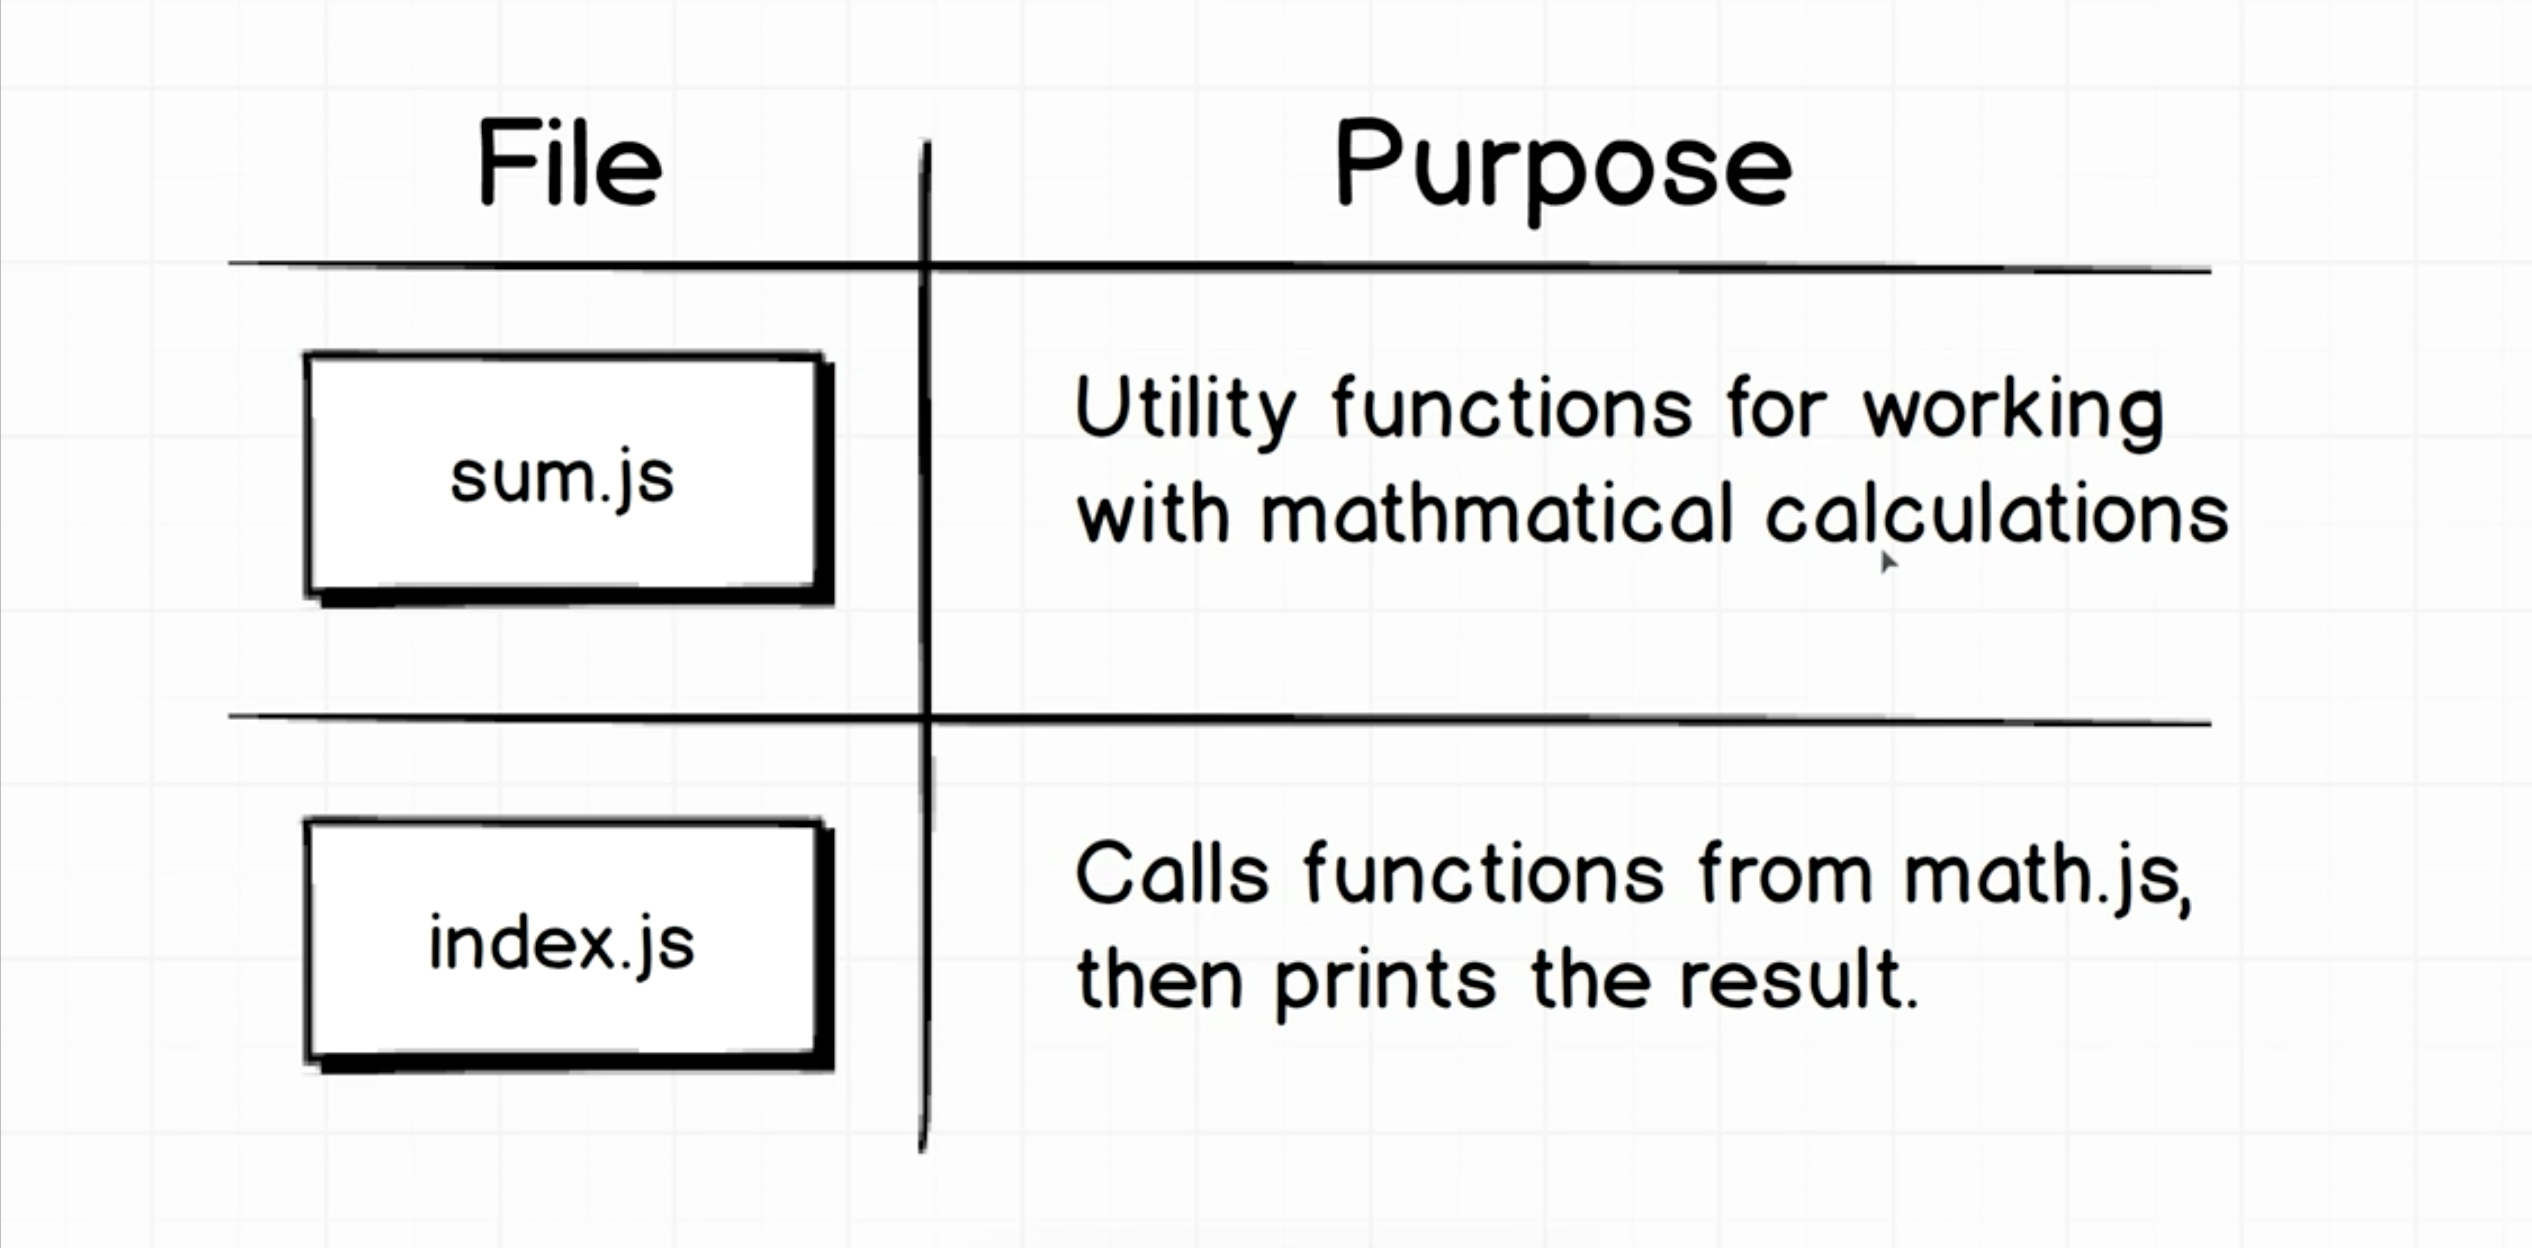 File
Purpose
sum.js
Utility functions for working
with mathmatical calculations
index.js
Calls functions from math.js,
then prints the result.